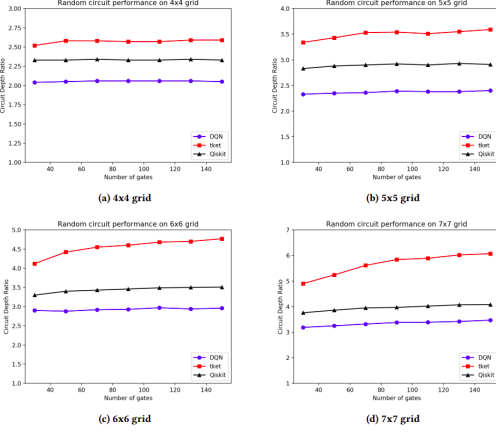 Random circuit performance on 4x4 grid
3.00
2.75
2.50
2.25
2.00
1.75
1.50
1.25
1.00
Circuit Depth Ratio
40 60 80 100 120 140
Number of gates
DQN
tket
Qiskit
(a) 4x4 grid
Random circuit performance on 5x5 grid
4.0
3.5
3.0
2.5
2.0
1.5
1.0
Circuit Depth Ratio
40 60 80 100 120 140
Number of gates
DQN
tket
Qiskit
(b) 5x5 grid
Random circuit performance on 6x6 grid
5.0
4.5
4.0
3.5
3.0
2.5
2.0
1.5
1.0
Circuit Depth Ratio
40 60 80 100 120 140
Number of gates
DQN
tket
Qiskit
(c) 6x6 grid
Random circuit performance on 7x7 grid
7
6
5
4
3
2
1
Circuit Depth Ratio
40 60 80 100 120 140
Number of gates
DQN
tket
Qiskit
(d) 7x7 grid